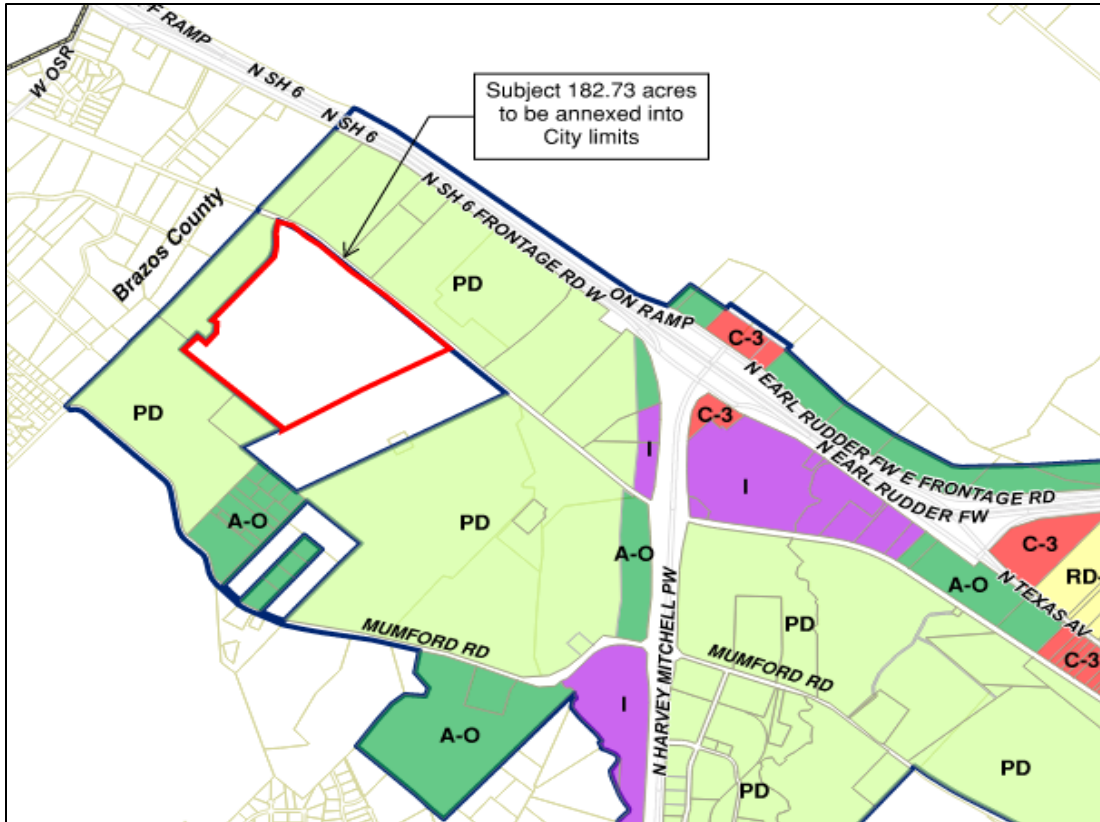 F RAMP
W OSR
N SH 6
N SH 6
Subject 182.73 acres
to be annexed into
City limits
N SH 6 FRONTAGE RD W
Brazos County
PD
ON RAMP
C-3
N EARL RUDDER FW E FRONTAGE RD
PD
C-3
N EARL RUDDER FW
I
I
A-O
PD
C-3
A-O
A-O
RD-
N TEXAS AV
MUMFORD RD
PD
MUMFORD RD
C-3
N HARVEY MITCHELL PW
I
A-O
PD
PD